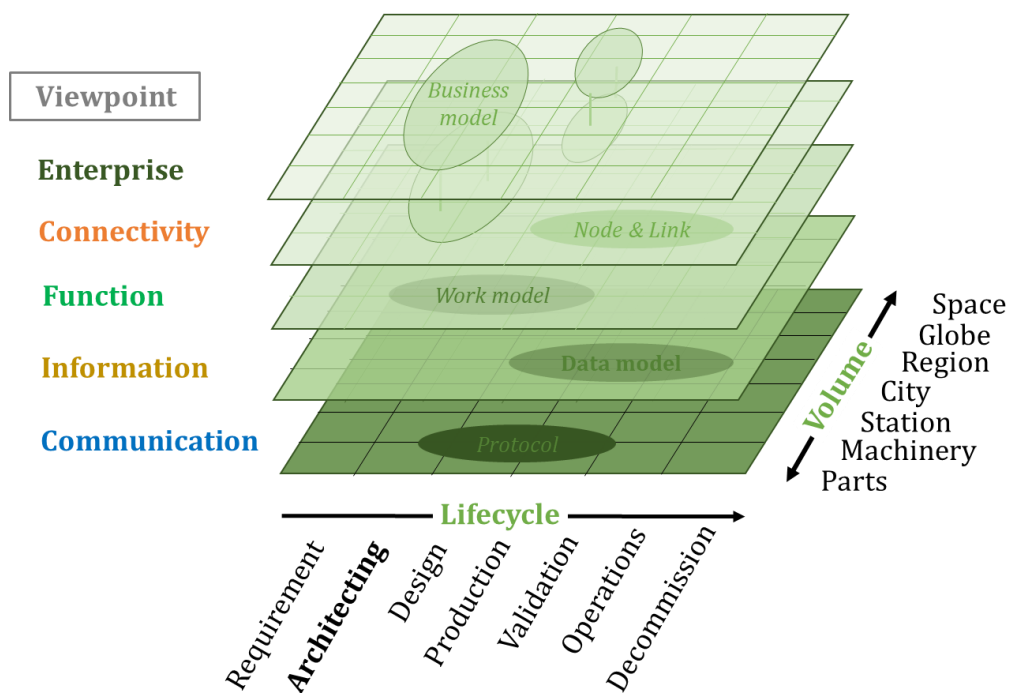 Viewpoint
Enterprise
Connectivity
Function
Information
Communication
Business
model
Node & Link
Work model
Data model
Protocol
Volume
Space
Globe
Region
City
Station
Machinery
Parts
Lifecycle
Requirement
Architecting
Design
Production
Validation
Operations
Decommission